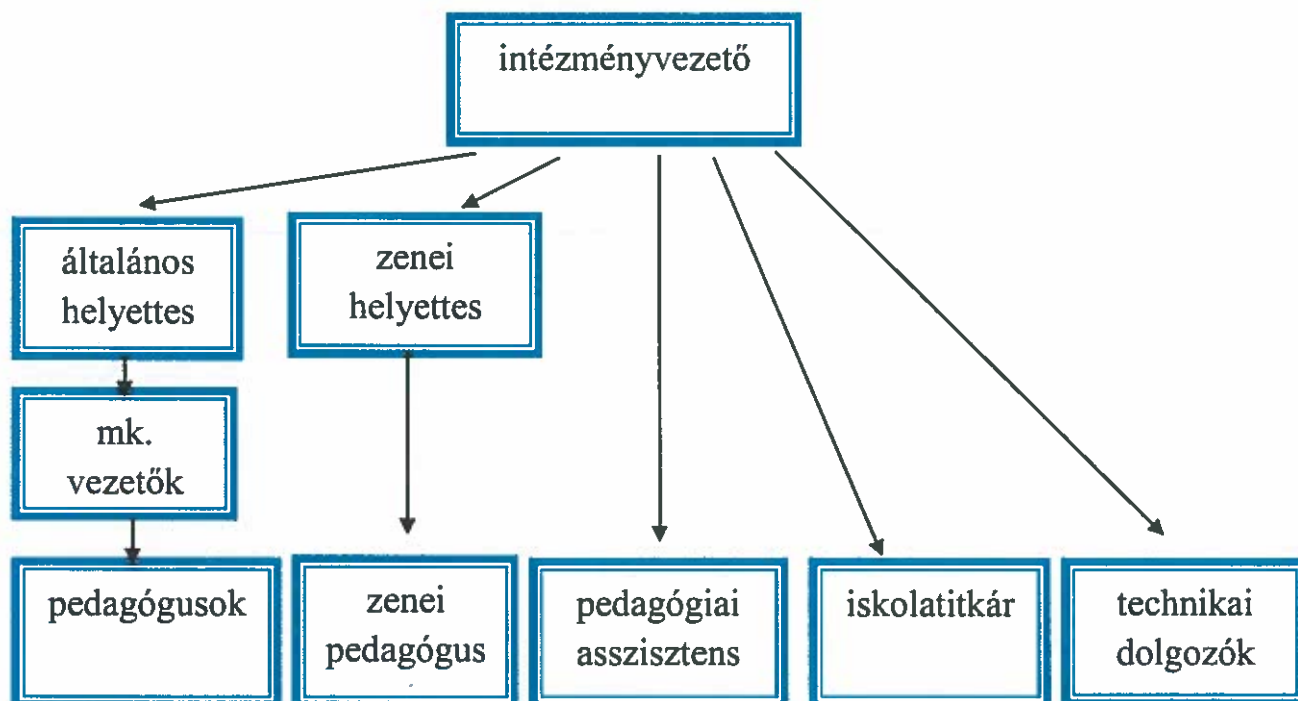 intézményvezető
általános
helyettes
zenei
helyettes
mk.
vezetők
pedagógusok
zenei
pedagógus
pedagógiai
asszisztens
iskolatitkár
technikai
dolgozók